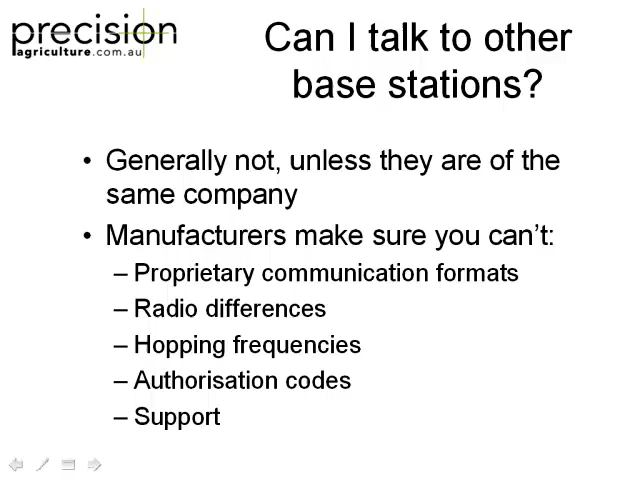 precision
agriculture.com.au
Can I talk to other
base stations?
• Generally not, unless they are of the
same company
• Manufacturers make sure you can't:
– Proprietary communication formats
– Radio differences
– Hopping frequencies
– Authorisation codes
– Support